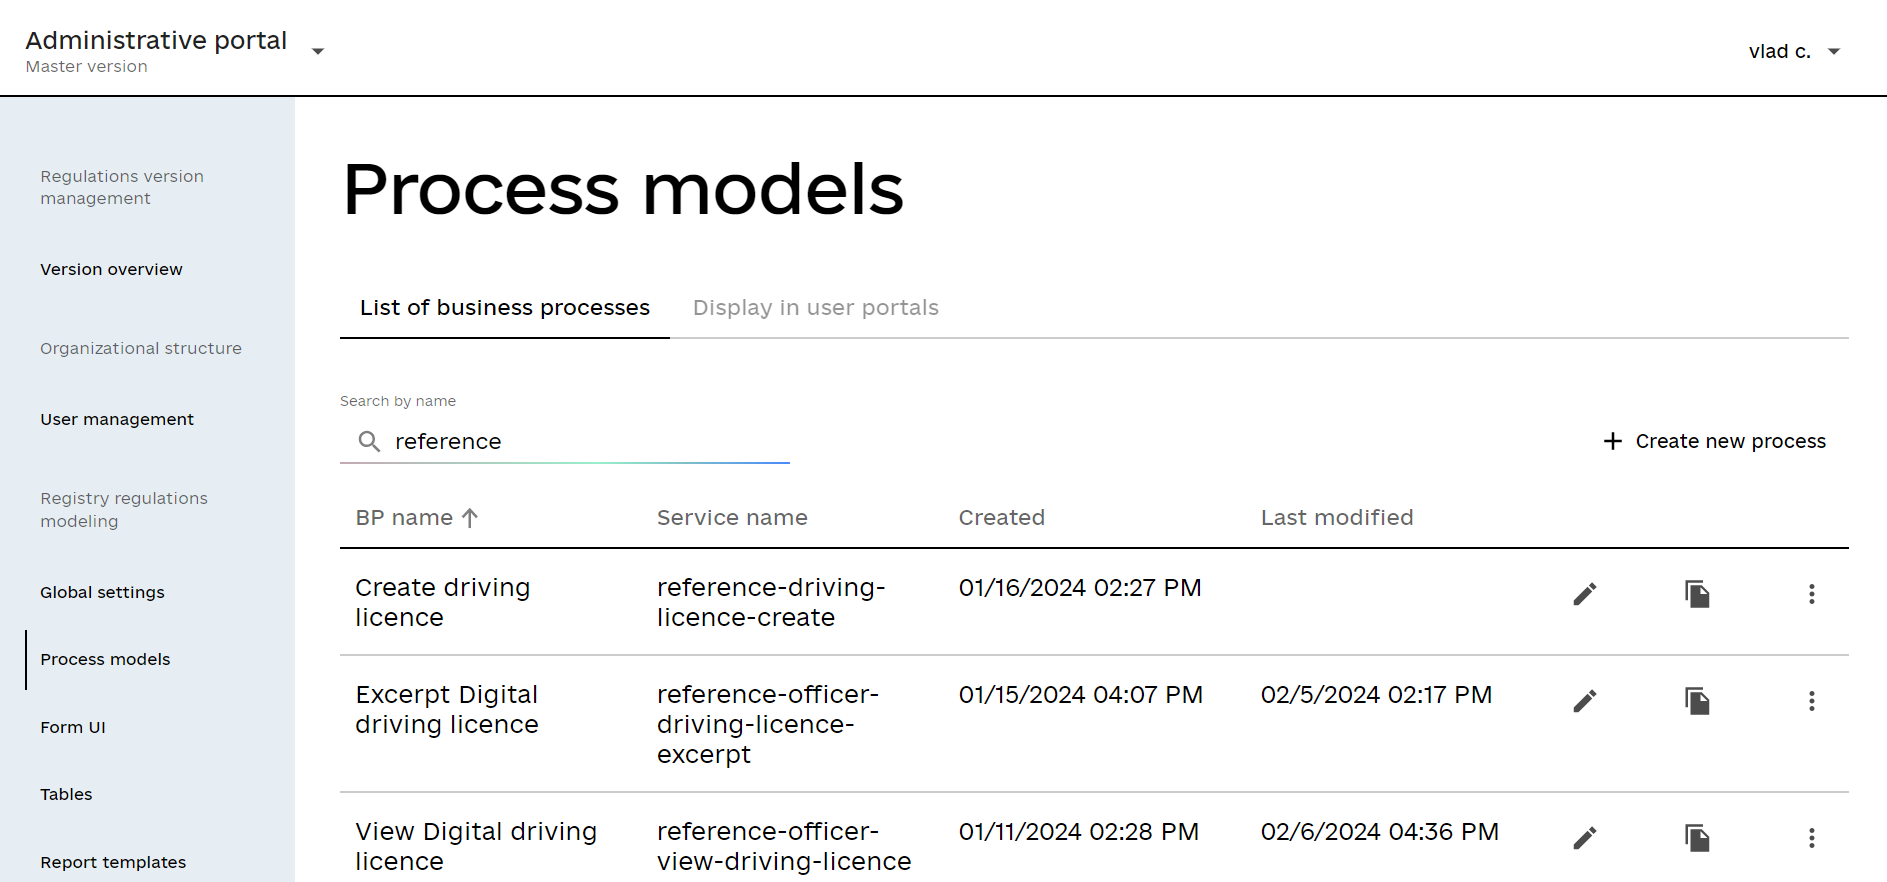 Administrative portal
Master version
vlad c.
Regulations version
management
Version overview
Organizational structure
User management
Registry regulations
modeling
Global settings
Process models
Form UI
Tables
Report templates
Process models
List of business processes
Display in user portals
Search by name
reference
Create new process
BP name
Service name
Created
Last modified
Create driving
licence
reference-driving-
licence-create
01/16/2024 02:27 PM
Excerpt Digital
driving licence
reference-officer-
driving-licence-
excerpt
01/15/2024 04:07 PM
02/5/2024 02:17 PM
View Digital driving
licence
reference-officer-
view-driving-licence
01/11/2024 02:28 PM
02/6/2024 04:36 PM